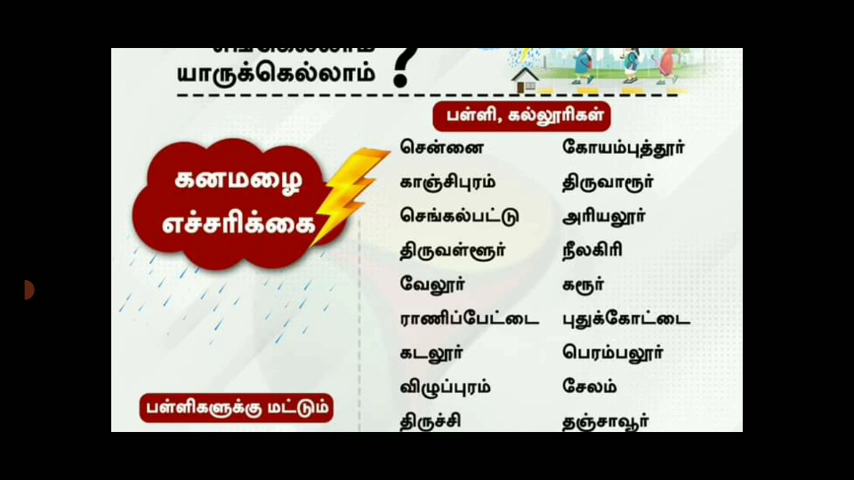 யாருக்கெல்லாம் ?
பள்ளி, கல்லூரிகள்
கனமழை
எச்சரிக்கை
சென்னை
காஞ்சிபுரம்
செங்கல்பட்டு
திருவள்ளூர்
வேலூர்
ராணிப்பேட்டை
கடலூர்
விழுப்புரம்
திருச்சி
கோயம்புத்தூர்
திருவாரூர்
அரியலூர்
நீலகிரி
கரூர்
புதுக்கோட்டை
பெரம்பலூர்
சேலம்
தஞ்சாவூர்
பள்ளிகளுக்கு மட்டும்